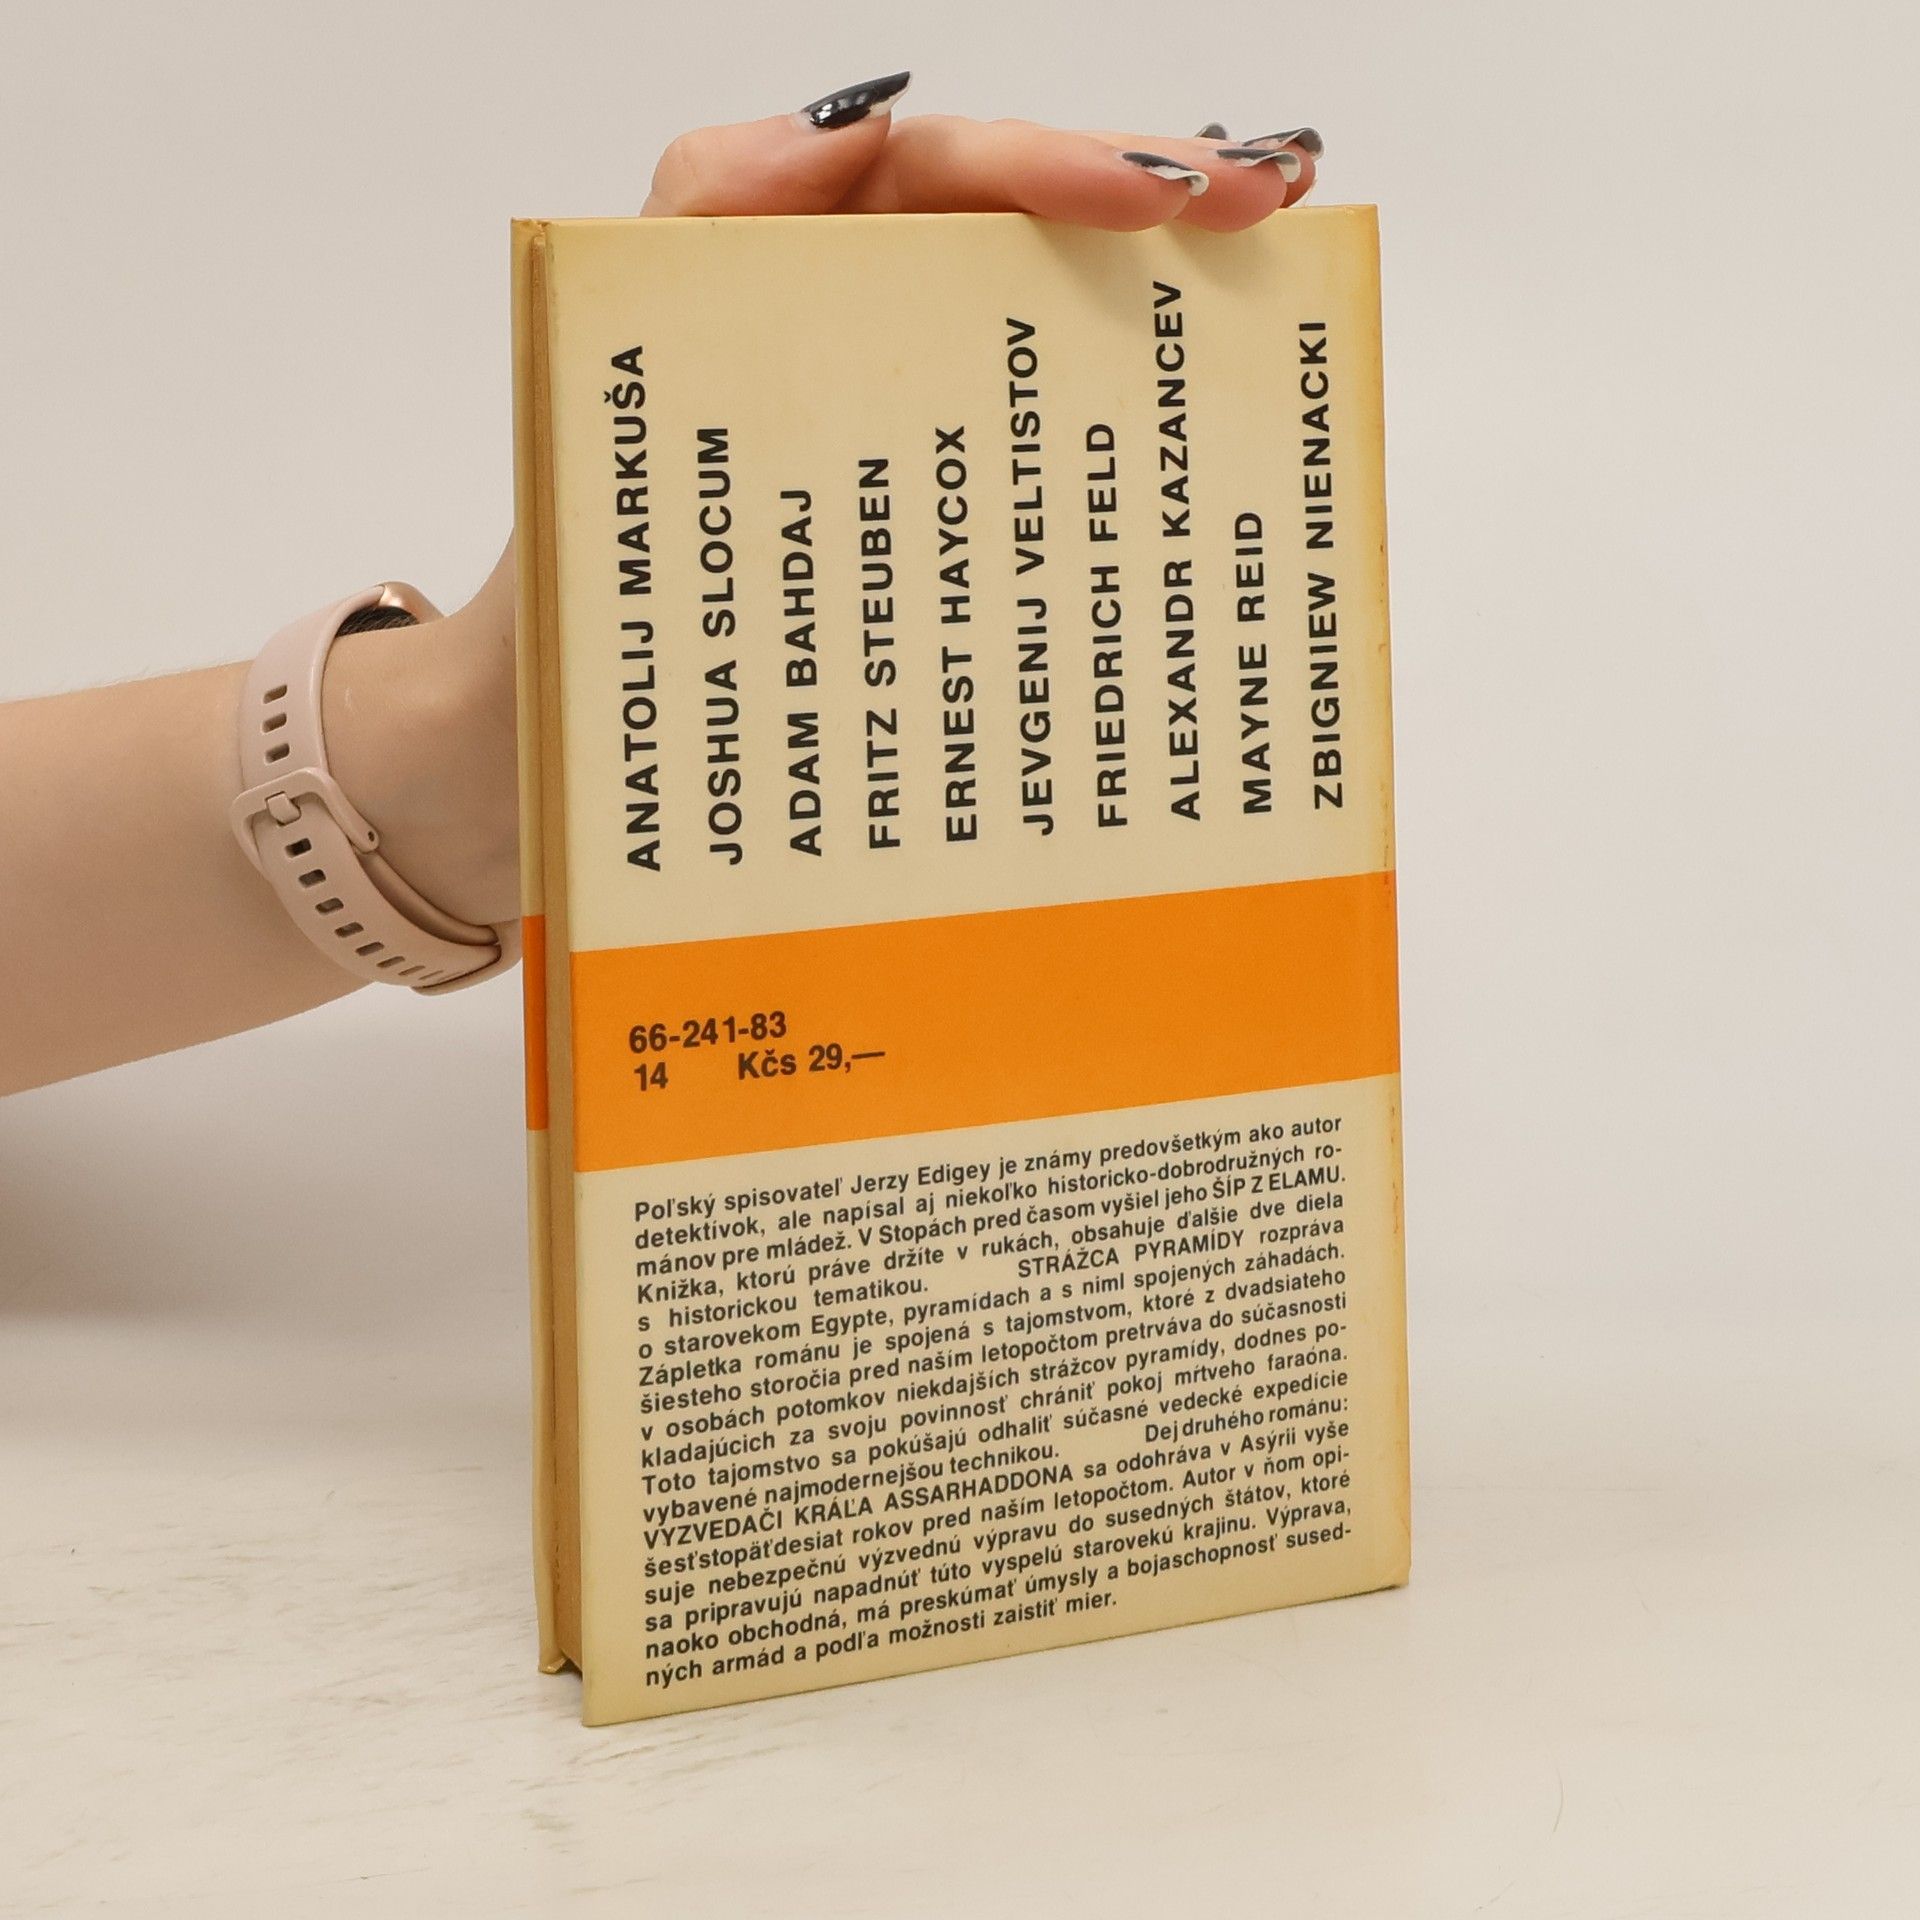 ANATOLIJ MARKUŠA
JOSHUA SLOCUM
ADAM BAHDAJ
FRITZ STEUBEN
ERNEST HAYCOX
JEVGENIJ VELTISTOV
FRIEDRICH FELD
ALEXANDR KAZANCEV
MAYNE REID
ZBIGNIEW NIENACKI
66-241-83
14 Kčs 29,—
Poľský spisovateľ Jerzy Edigey je známy predovšetkým ako autor
detektívok, ale napísal aj niekoľko historicko-dobrodružných ro-
mánov pre mládež. V Stopách pred časom vyšiel jeho ŠÍP Z ELAMU.
Knižka, ktorú práve držíte v rukách, obsahuje ďalšie dve diela
s historickou tematikou. STRÁŽCA PYRAMÍDY rozpráva
o starovekom Egypte, pyramídach a s niml spojených záhadách.
Zápletka románu je spojená s tajomstvom, ktoré z dvadsiateho
šiesteho storočia pred naším letopočtom pretrváva do súčasnosti
v osobách potomkov niekdajších strážcov pyramídy, dodnes po-
kladajúcich za svoju povinnosť chrániť pokoj mŕtveho faraóna.
Toto tajomstvo sa pokúšajú odhaliť súčasné vedecké expedície
vybavené najmodernejšou technikou. Dej druhého románu:
VYZVEDAČI KRÁĽA ASSARHADDONA sa odohráva v Asýrii vyše
šesťstopäťdesiat rokov pred naším letopočtom. Autor v ňom opi-
suje nebezpečnú výzvednú výpravu do susedných štátov, ktoré
sa pripravujú napadnúť túto vyspelú starovekú krajinu. Výprava,
naoko obchodná, má preskúmať úmysly a bojaschopnosť sused-
ných armád a podľa možnosti zaistiť mier.